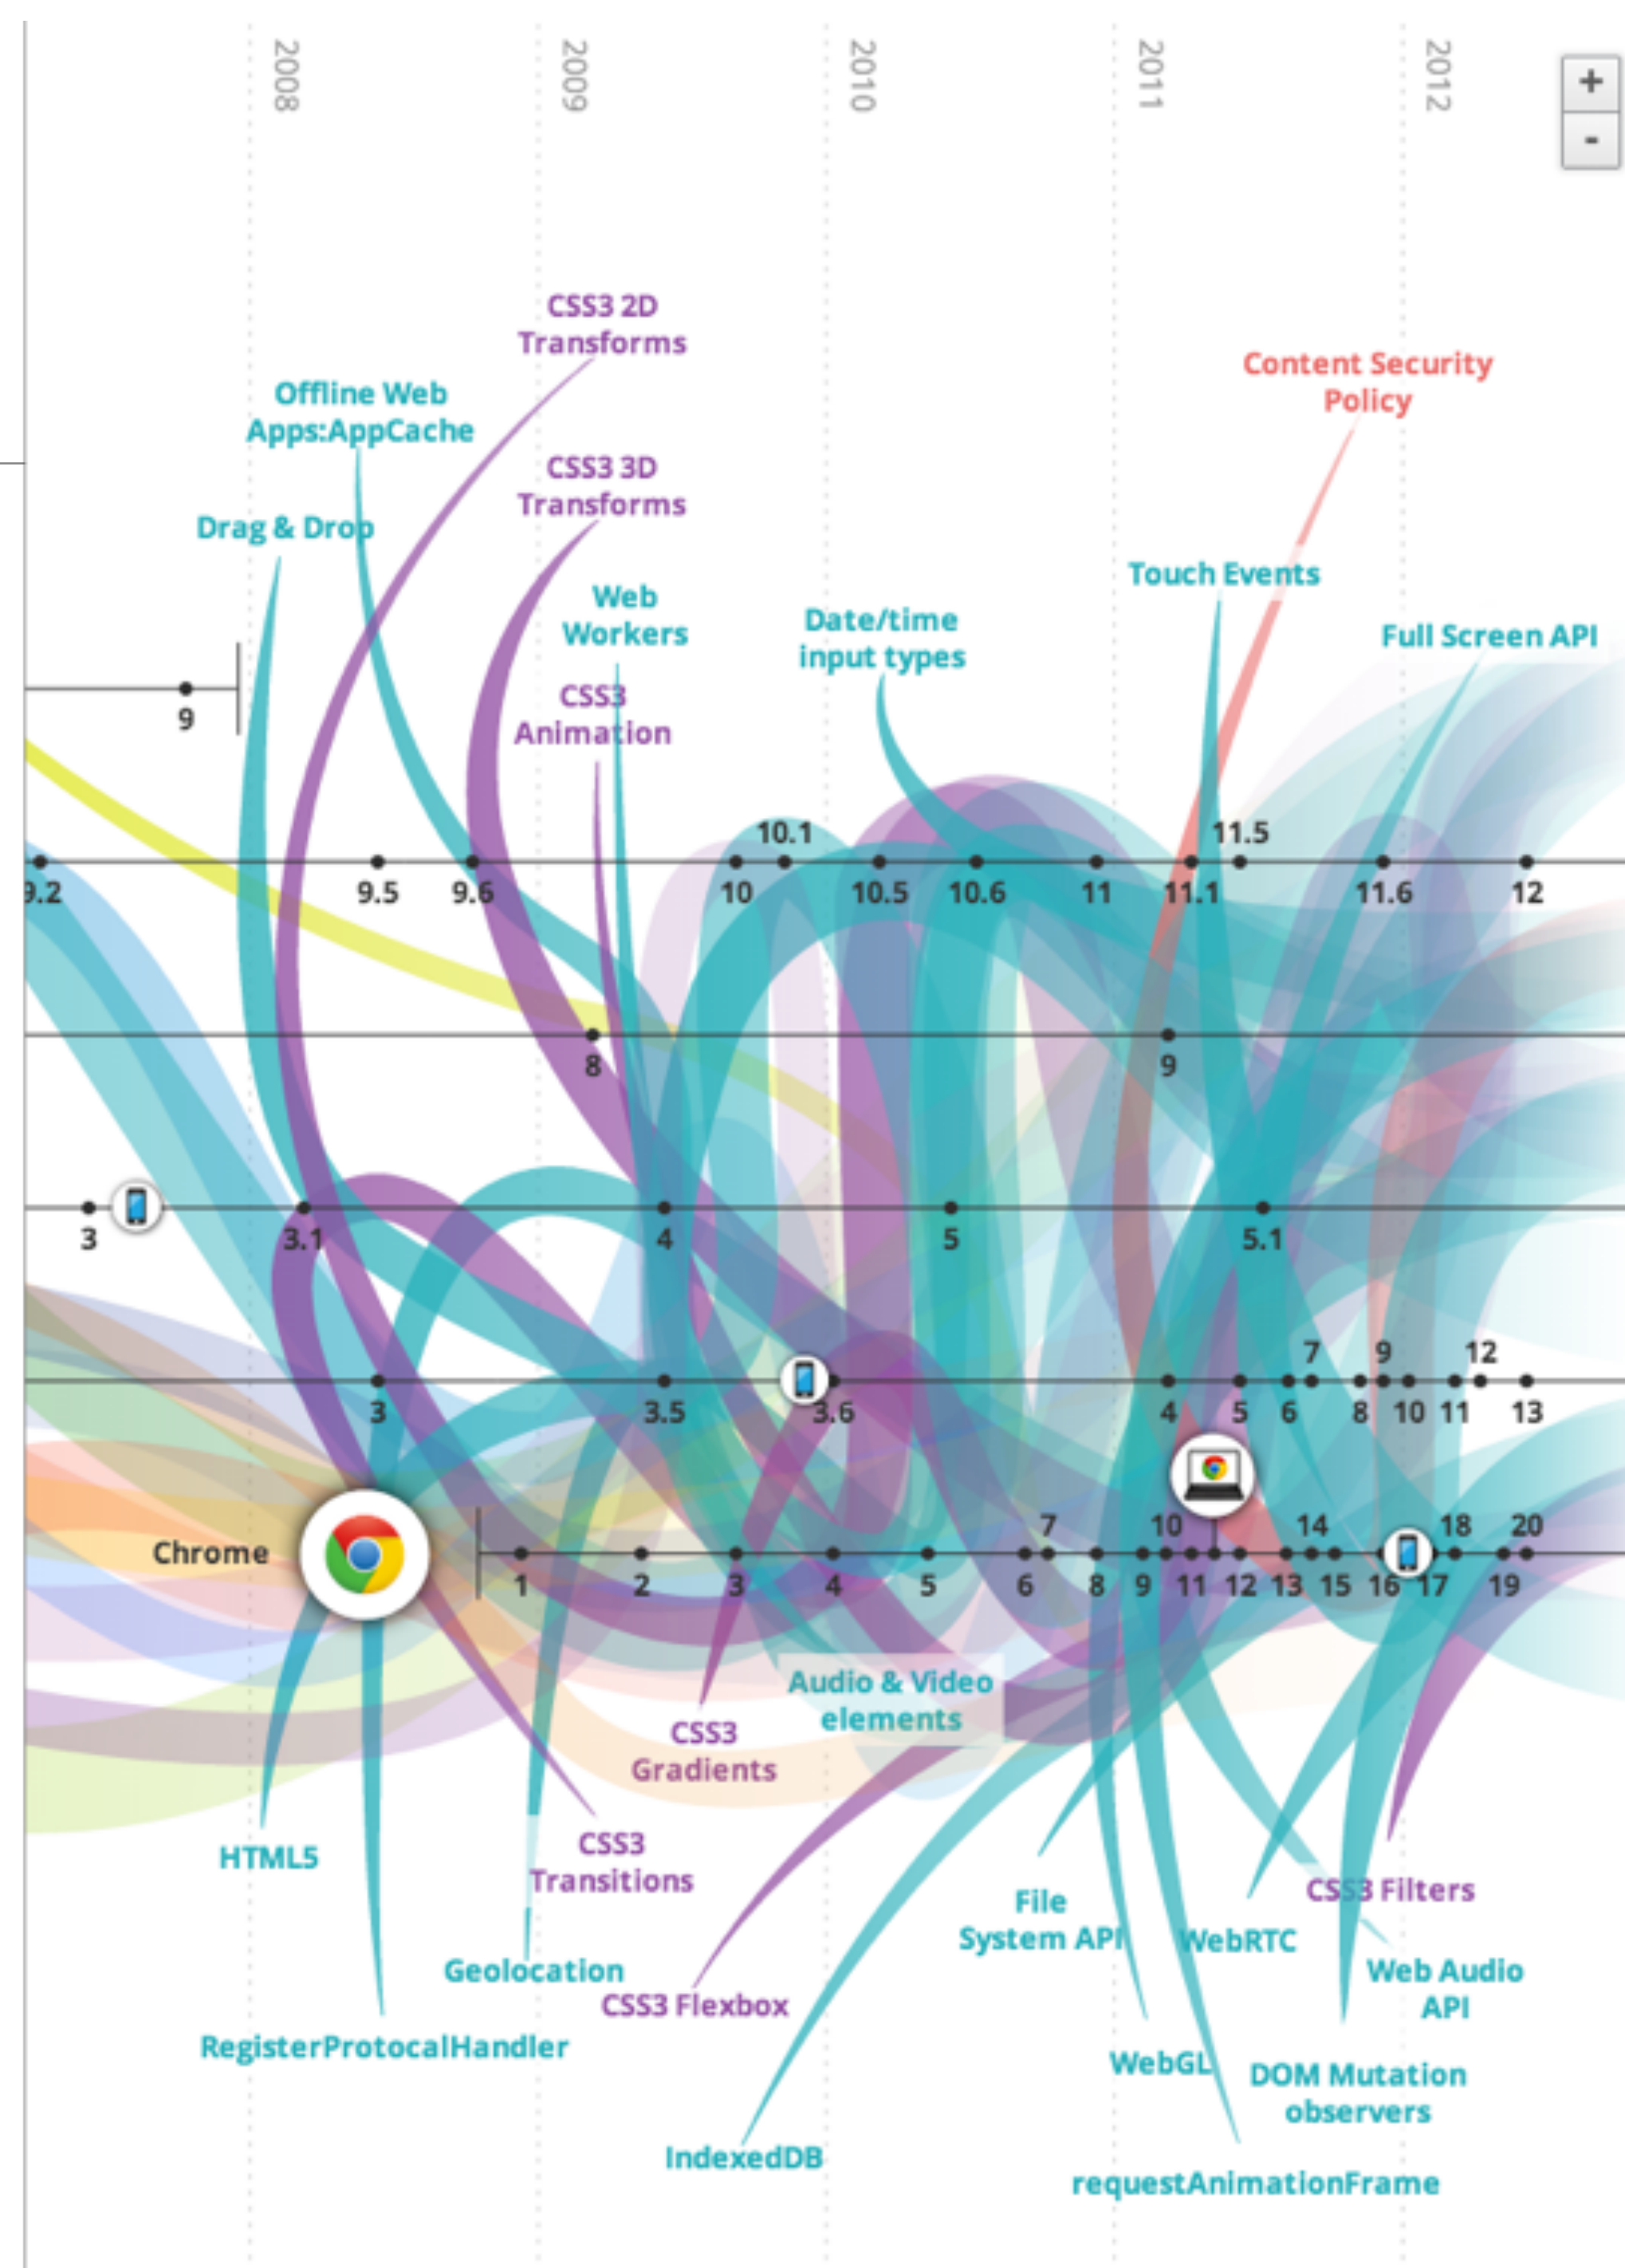 2008
2009
2010
2011
2012
+
-
CSS3 2D
Transforms
Content Security
Policy
Offline Web
Apps:AppCache
CSS3 3D
Transforms
Drag & Drop
Touch Events
Web
Workers
Date/time
input types
Full Screen API
CSS3
Animation
9
10.1
11.5
9.2
9.5
9.6
10
10.5
10.6
11
11.1
11.6
12
8
9
3
3.1
4
5
5.1
7
9
12
3
3.5
3.6
4
5
6
8
10
11
13
Chrome
7
10
14
18
20
1
2
3
4
5
6
8
9
11
12
13
15
16
17
19
Audio & Video
elements
CSS3
Gradients
HTML5
CSS3
Transitions
CSS3 Filters
File
System API
WebRTC
Geolocation
Web Audio
API
CSS3 Flexbox
RegisterProtocalHandler
WebGL
DOM Mutation
observers
IndexedDB
requestAnimationFrame